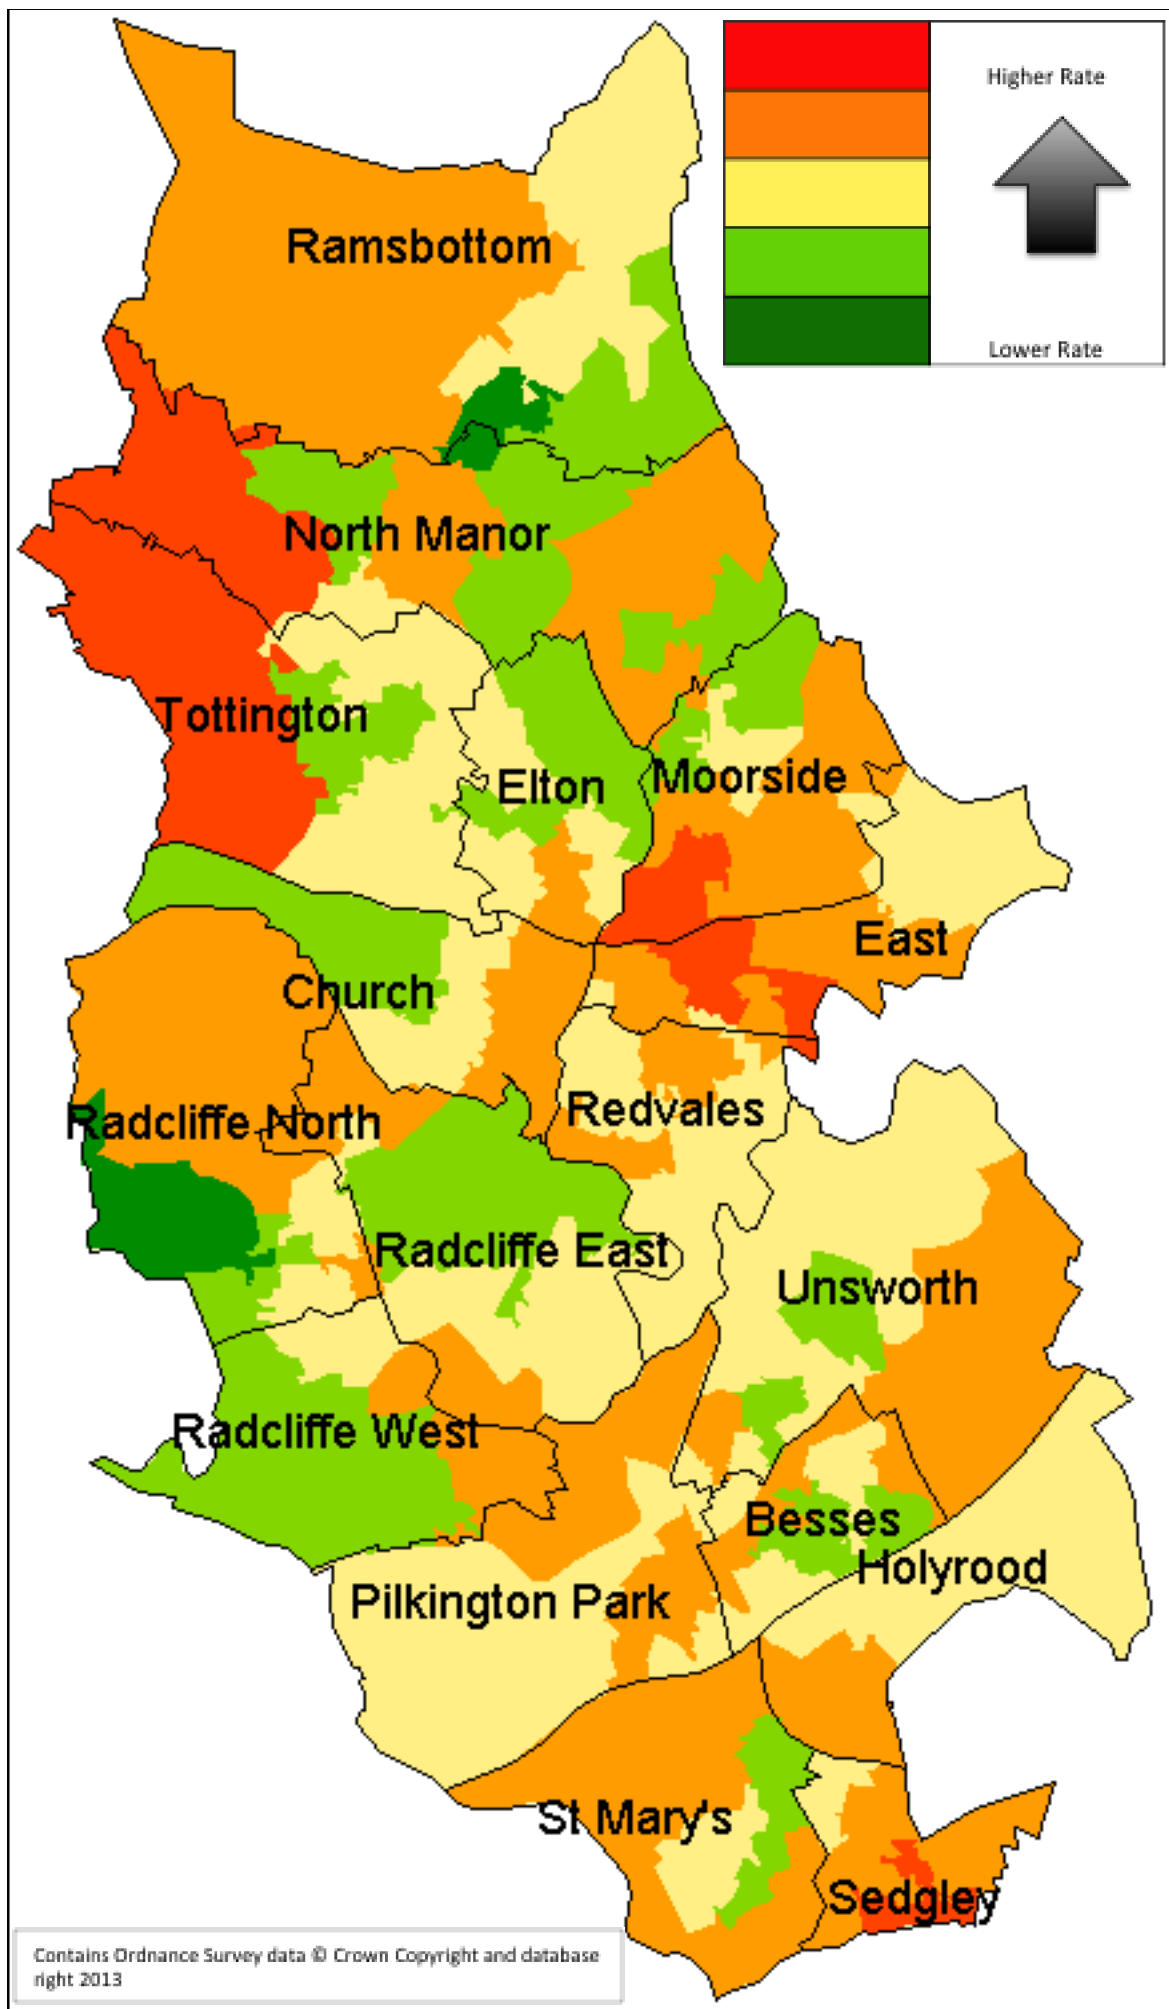 Higher Rate
Lower Rate
Ramsbottom
North Manor
Tottington
Elton
Moorside
East
Church
Radcliffe North
Redvales
Radcliffe East
Unsworth
Radcliffe West
Besses
Holyrood
Pilkington Park
St Mary's
Sedgley
Contains Ordnance Survey data © Crown Copyright and database
right 2013